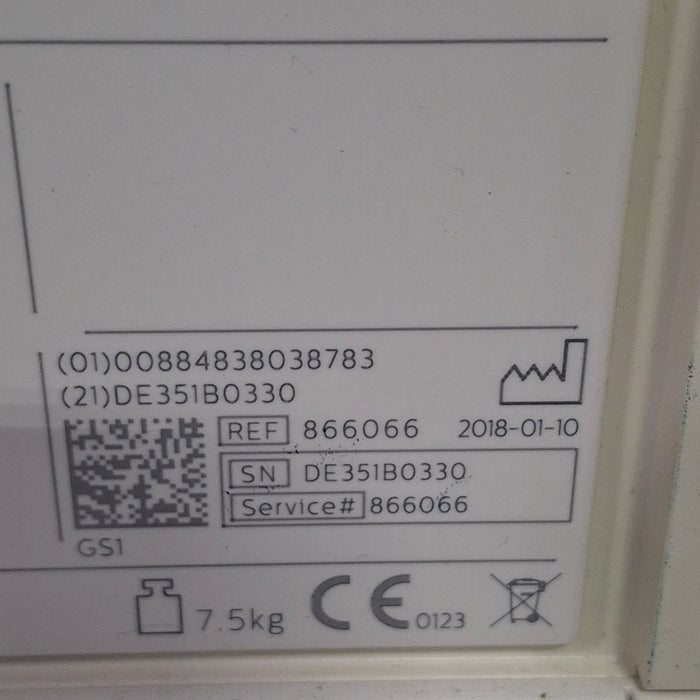 (01)00884838038783
(21)DE351B0330
REF 866066 2018-01-10
SN DE351B0330
Service# 866066
GS1
7.5kg CE 0123